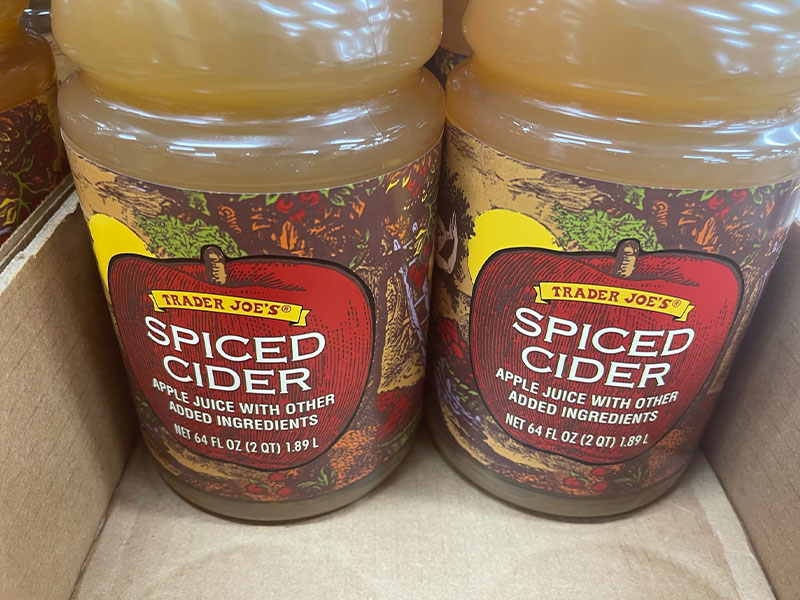 TRADER JOE'S®
SPICED
CIDER
APPLE JUICE WITH OTHER
ADDED INGREDIENTS
NET 64 FL OZ (2 QT) 1.89 L
TRADER JOE'S®
SPICED
CIDER
APPLE JUICE WITH OTHER
ADDED INGREDIENTS
NET 64 FL OZ (2 QT) 1.89 L